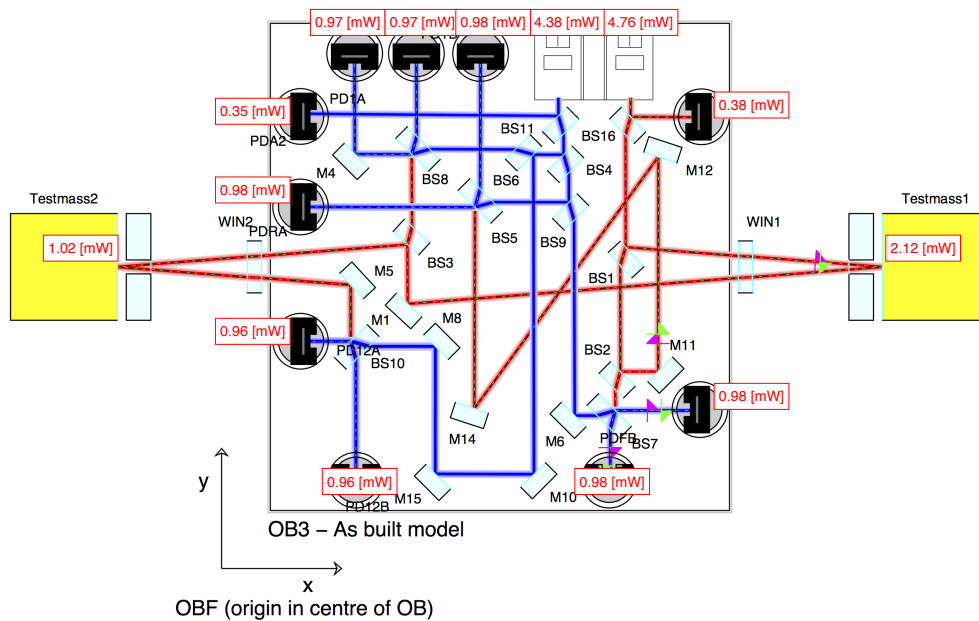 0.97 [mW] 0.97 [mW] 0.98 [mW] 4.38 [mW] 4.76 [mW]
PD1A
0.35 [mW]
PDA2
0.38 [mW]
BS11
BS16
M4
BS8
BS6
BS4
M12
0.98 [mW]
PDRA
Testmass2
WIN2
BS5
BS9
WIN1
Testmass1
1.02 [mW]
BS3
BS1
2.12 [mW]
M5
M1
M8
0.96 [mW]
PD12A
BS10
BS2
M11
0.98 [mW]
M14
M6
PDFB
BS7
0.96 [mW]
PD12B
M15
M10
0.98 [mW]
y
OB3 – As built model
x
OBF (origin in centre of OB)